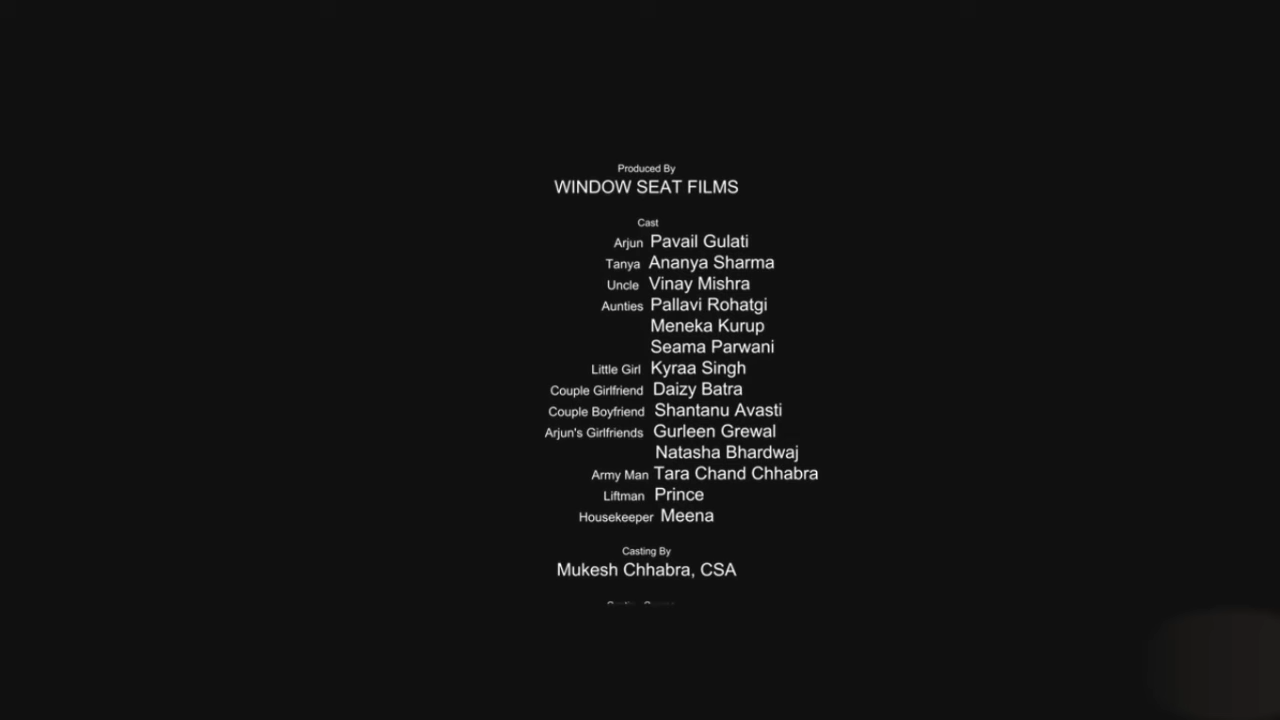 Produced By
WINDOW SEAT FILMS
Cast
Arjun Pavail Gulati
Tanya Ananya Sharma
Uncle Vinay Mishra
Aunties Pallavi Rohatgi
Meneka Kurup
Seama Parwani
Little Girl Kyraa Singh
Couple Girlfriend Daizy Batra
Couple Boyfriend Shantanu Avasti
Arjun's Girlfriends Gurleen Grewal
Natasha Bhardwaj
Army Man Tara Chand Chhabra
Liftman Prince
Housekeeper Meena
Casting By
Mukesh Chhabra, CSA